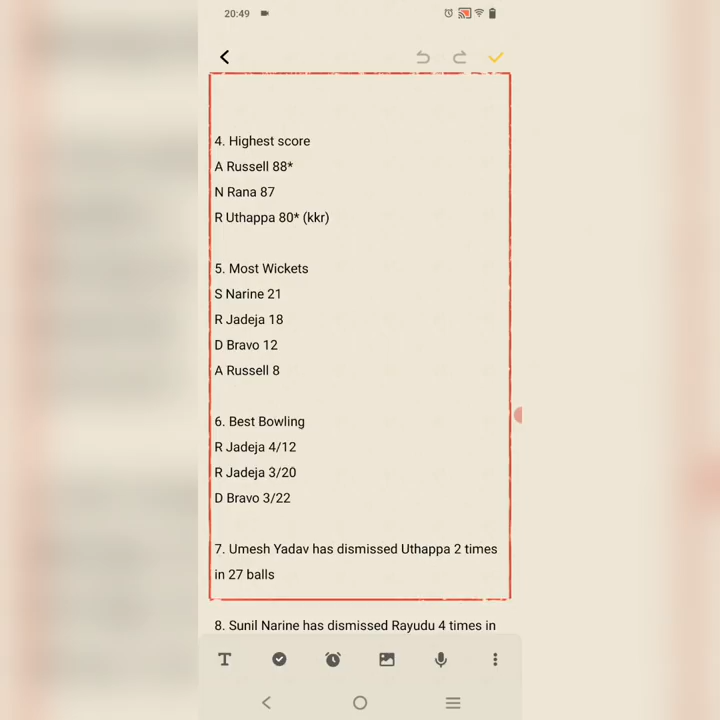 20:49
4. Highest score
A Russell 88*
N Rana 87
R Uthappa 80* (kkr)
5. Most Wickets
S Narine 21
R Jadeja 18
D Bravo 12
A Russell 8
6. Best Bowling
R Jadeja 4/12
R Jadeja 3/20
D Bravo 3/22
7. Umesh Yadav has dismissed Uthappa 2 times
in 27 balls
8. Sunil Narine has dismissed Rayudu 4 times in
T